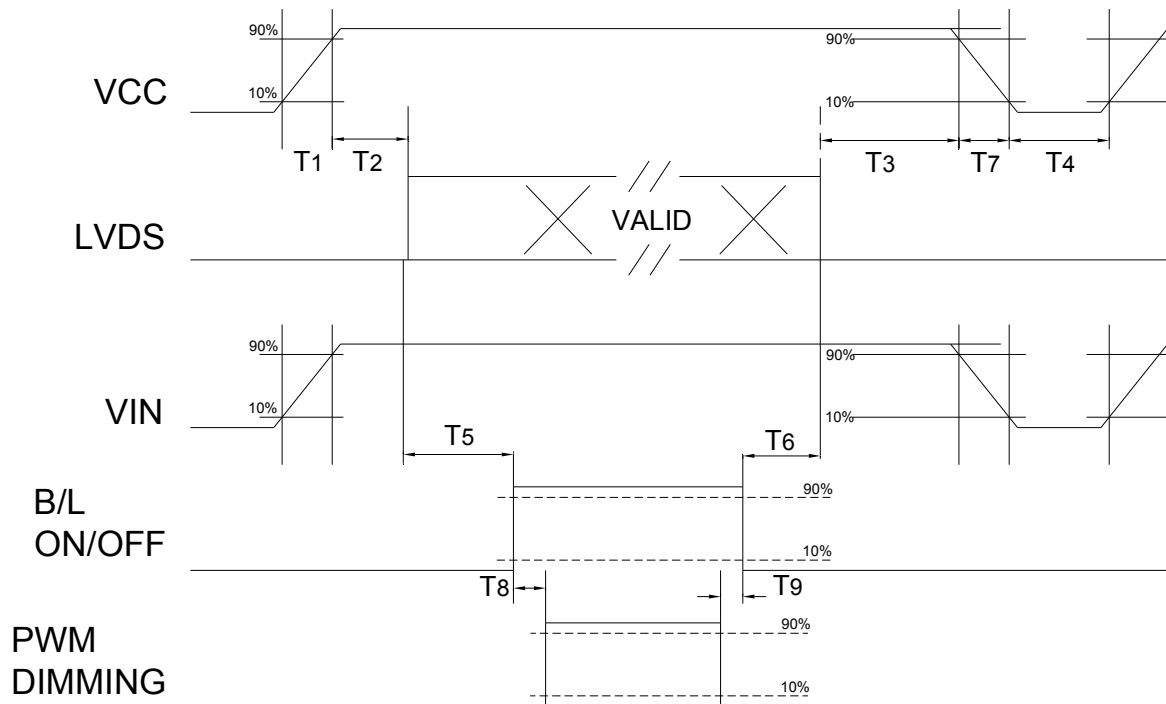 90%
90%
VCC
10%
10%
T1
T2
T3
T7
T4
VALID
LVDS
90%
90%
VIN
10%
10%
T5
T6
B/L
ON/OFF
90%
10%
T8
T9
PWM
DIMMING
90%
10%